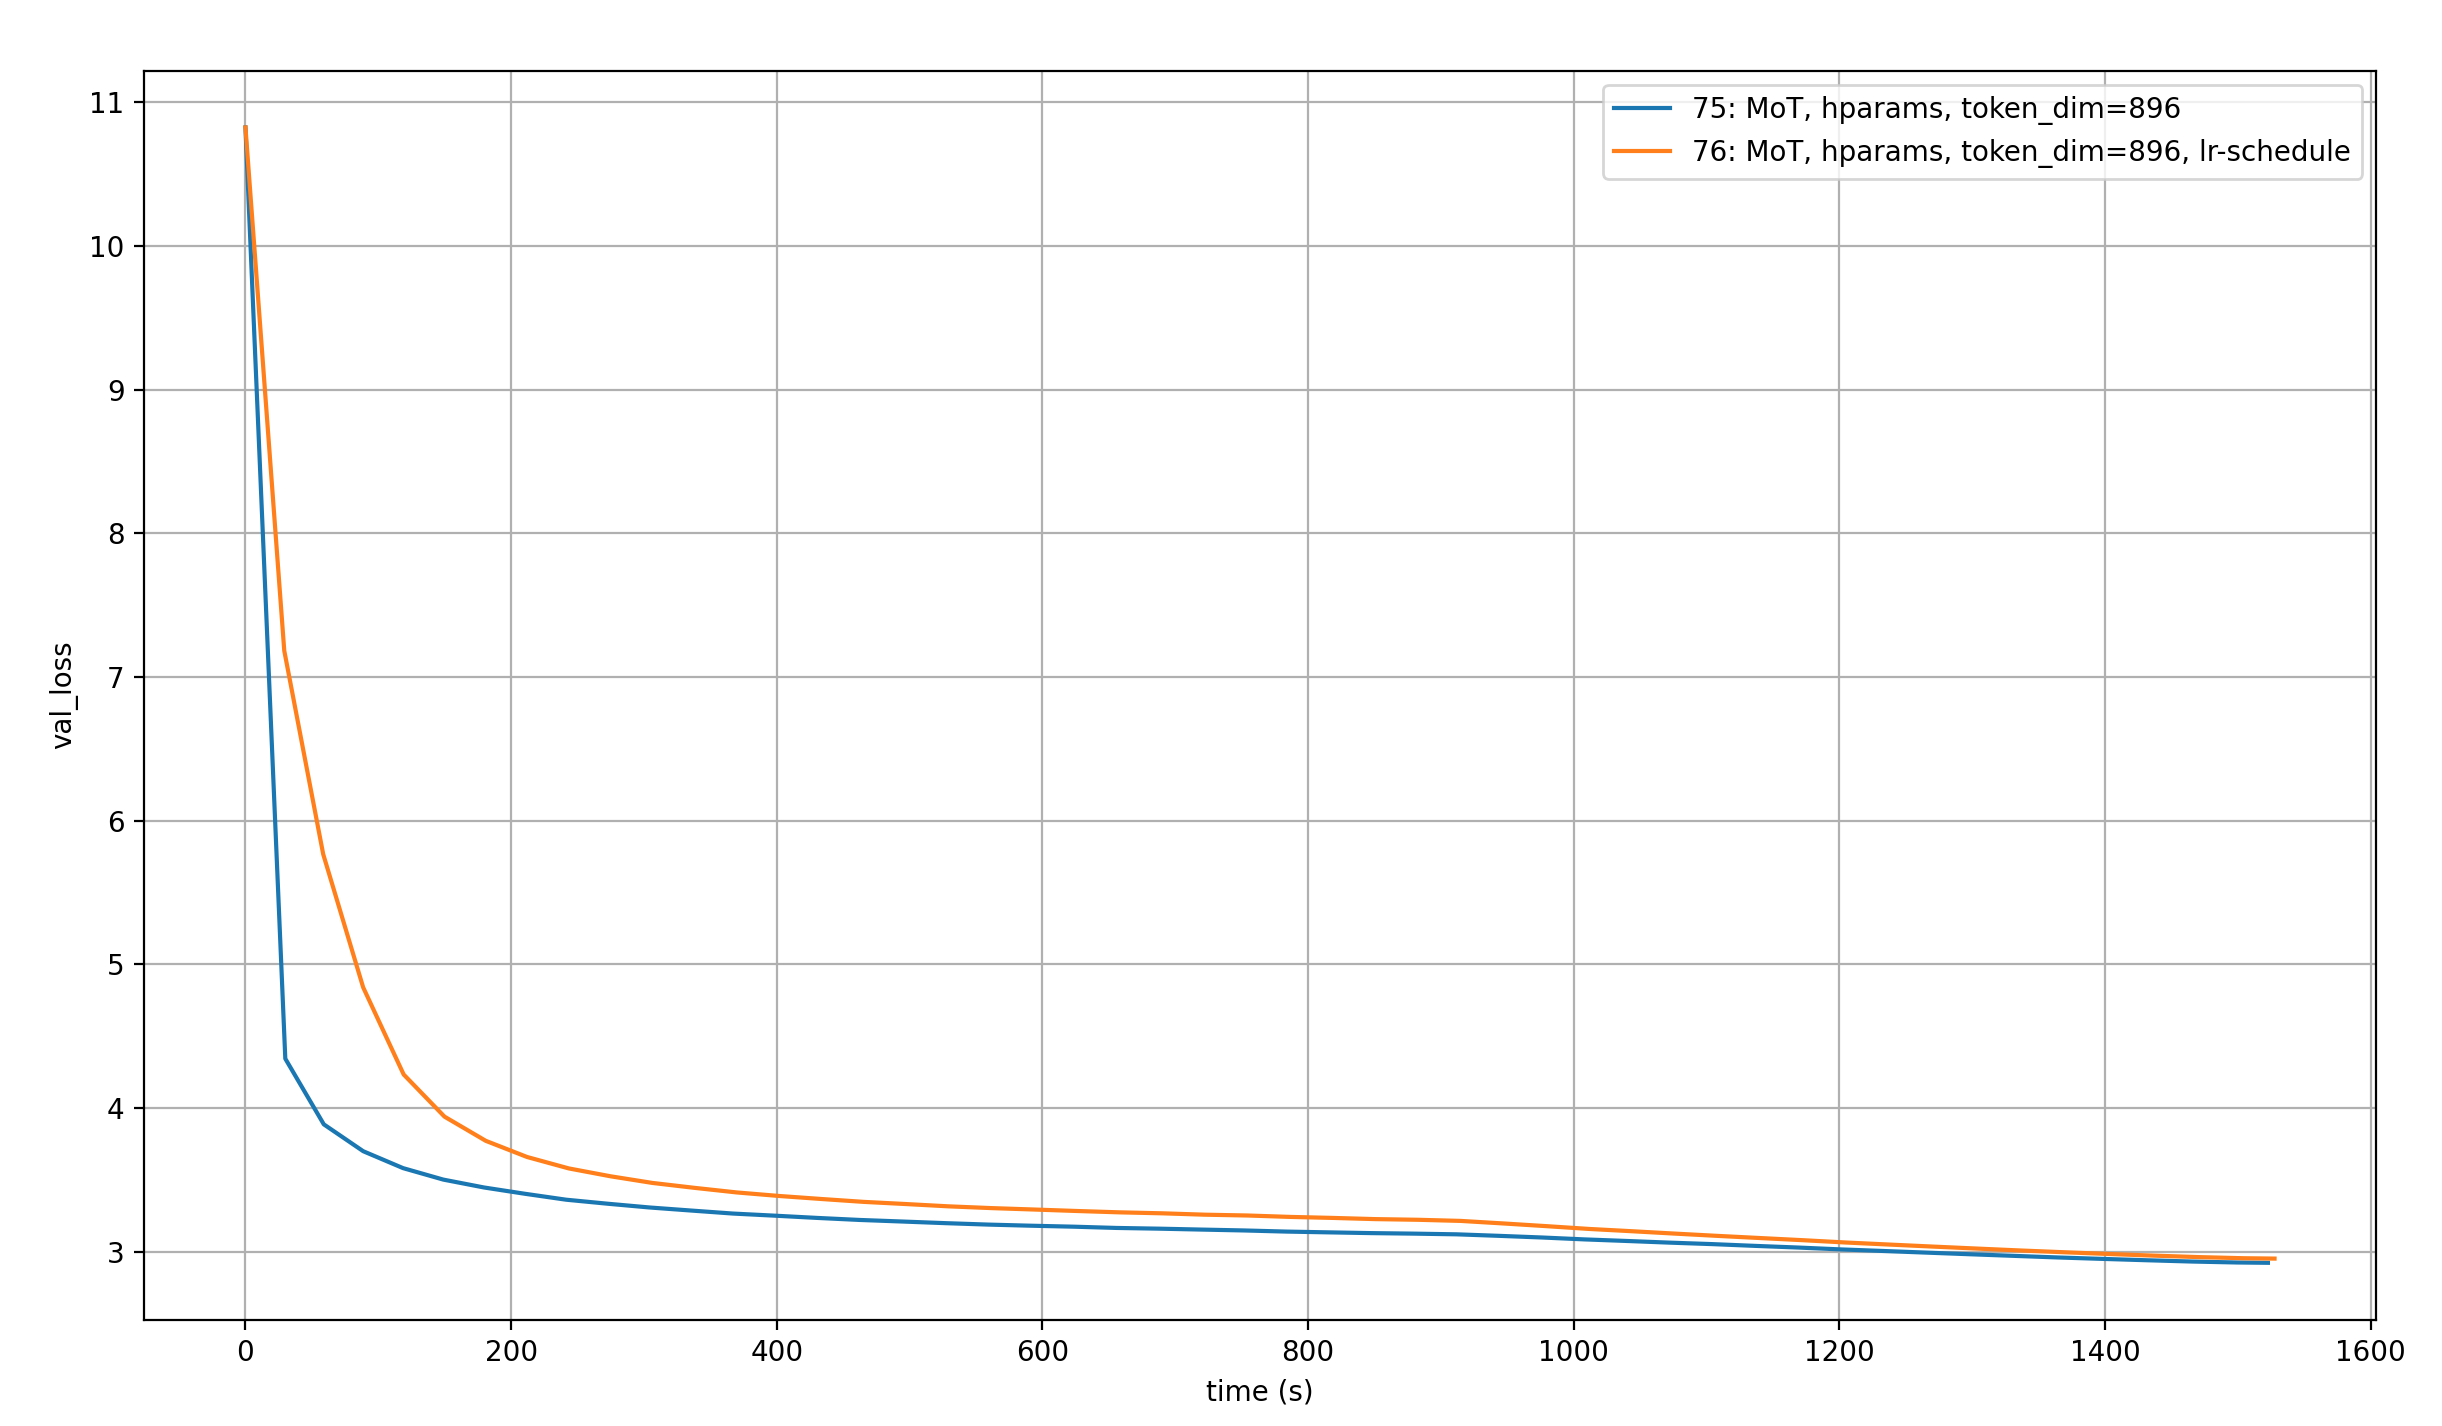 75: MoT, hparams, token_dim=896
76: MoT, hparams, token_dim=896, lr-schedule
11
10
9
8
7
6
5
4
3
val_loss
0 200 400 600 800 1000 1200 1400 1600
time (s)